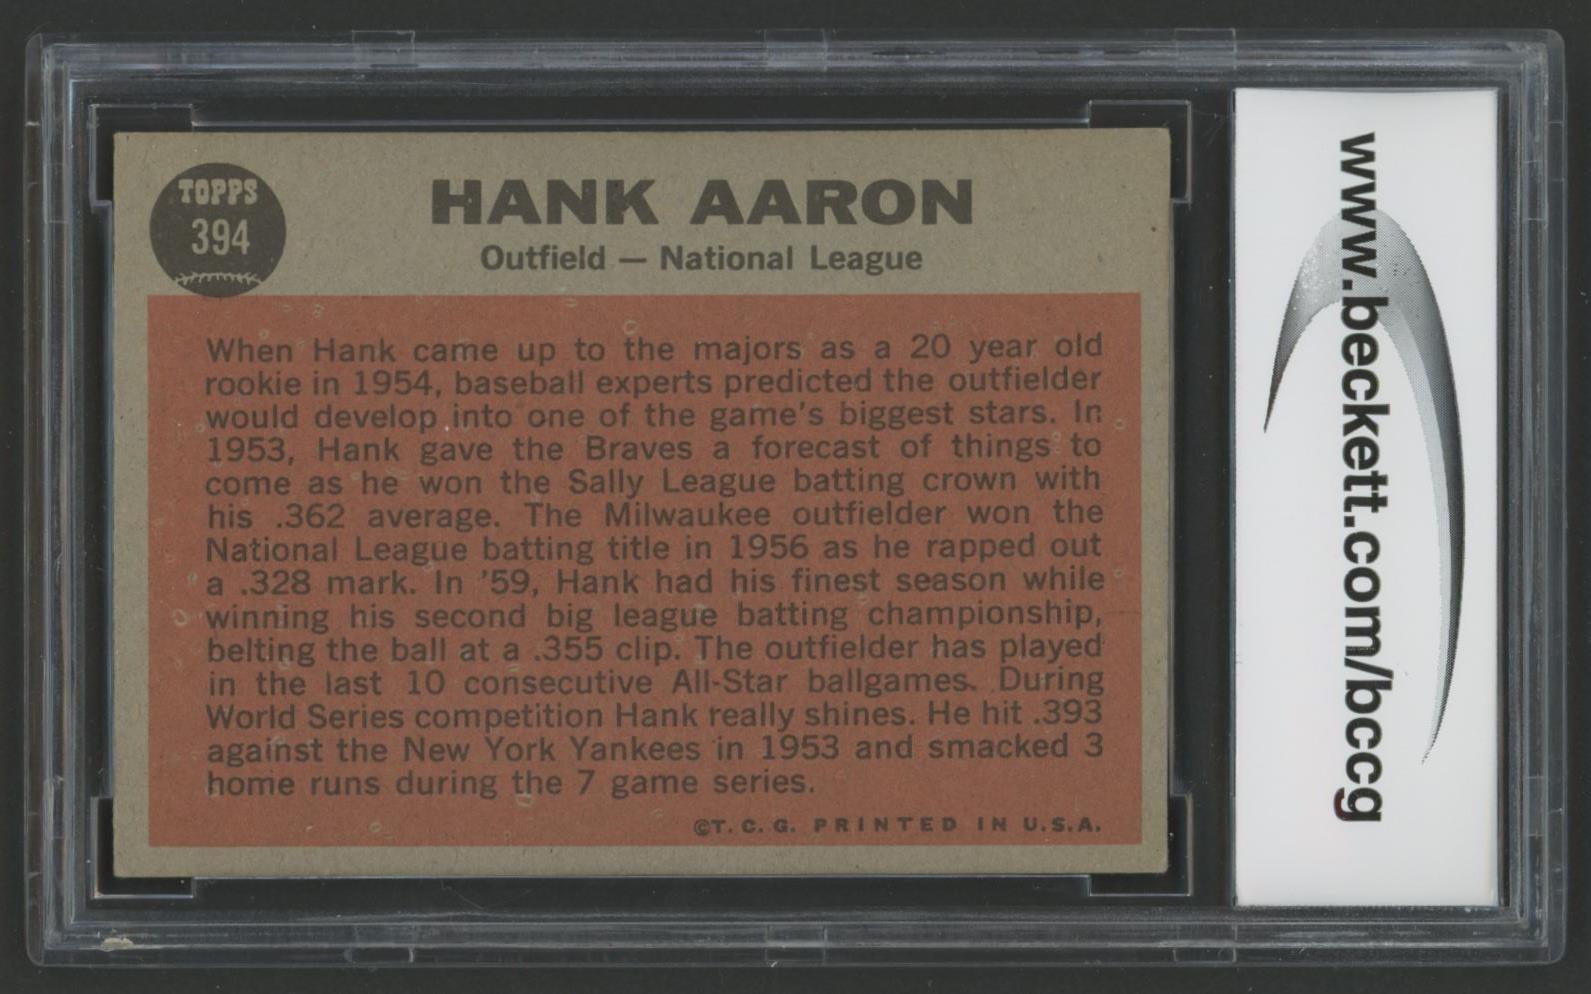 TOPPS
394
HANK AARON
Outfield — National League
When Hank came up to the majors as a 20 year old
rookie in 1954, baseball experts predicted the outfielder
would develop into one of the game's biggest stars. In
1953, Hank gave the Braves a forecast of things to
come as he won the Sally League batting crown with
his .362 average. The Milwaukee outfielder won the
National League batting title in 1956 as he rapped out
a .328 mark. In '59, Hank had his finest season while
winning his second big league batting championship,
belting the ball at a .355 clip. The outfielder has played
in the last 10 consecutive All-Star ballgames. During
World Series competition Hank really shines. He hit .393
against the New York Yankees in 1953 and smacked 3
home runs during the 7 game series.
©T. C. G. PRINTED IN U.S.A.
www.beckett.com/bccg